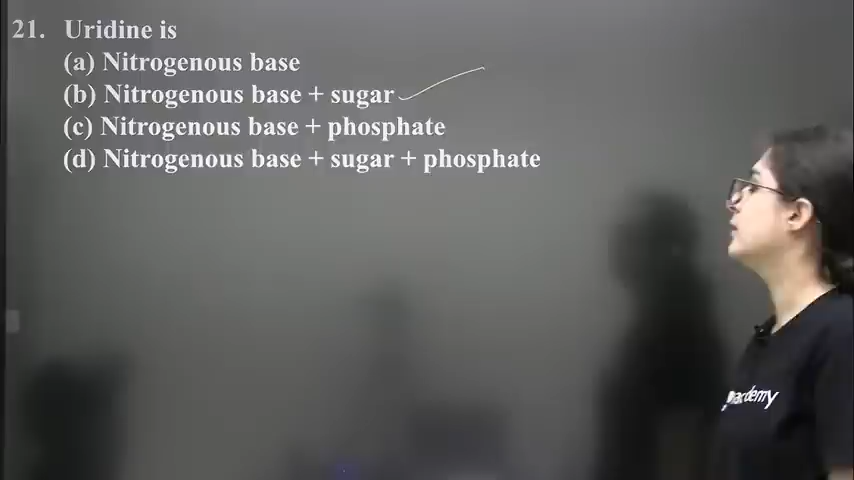 21. Uridine is
(a) Nitrogenous base
(b) Nitrogenous base + sugar
(c) Nitrogenous base + phosphate
(d) Nitrogenous base + sugar + phosphate